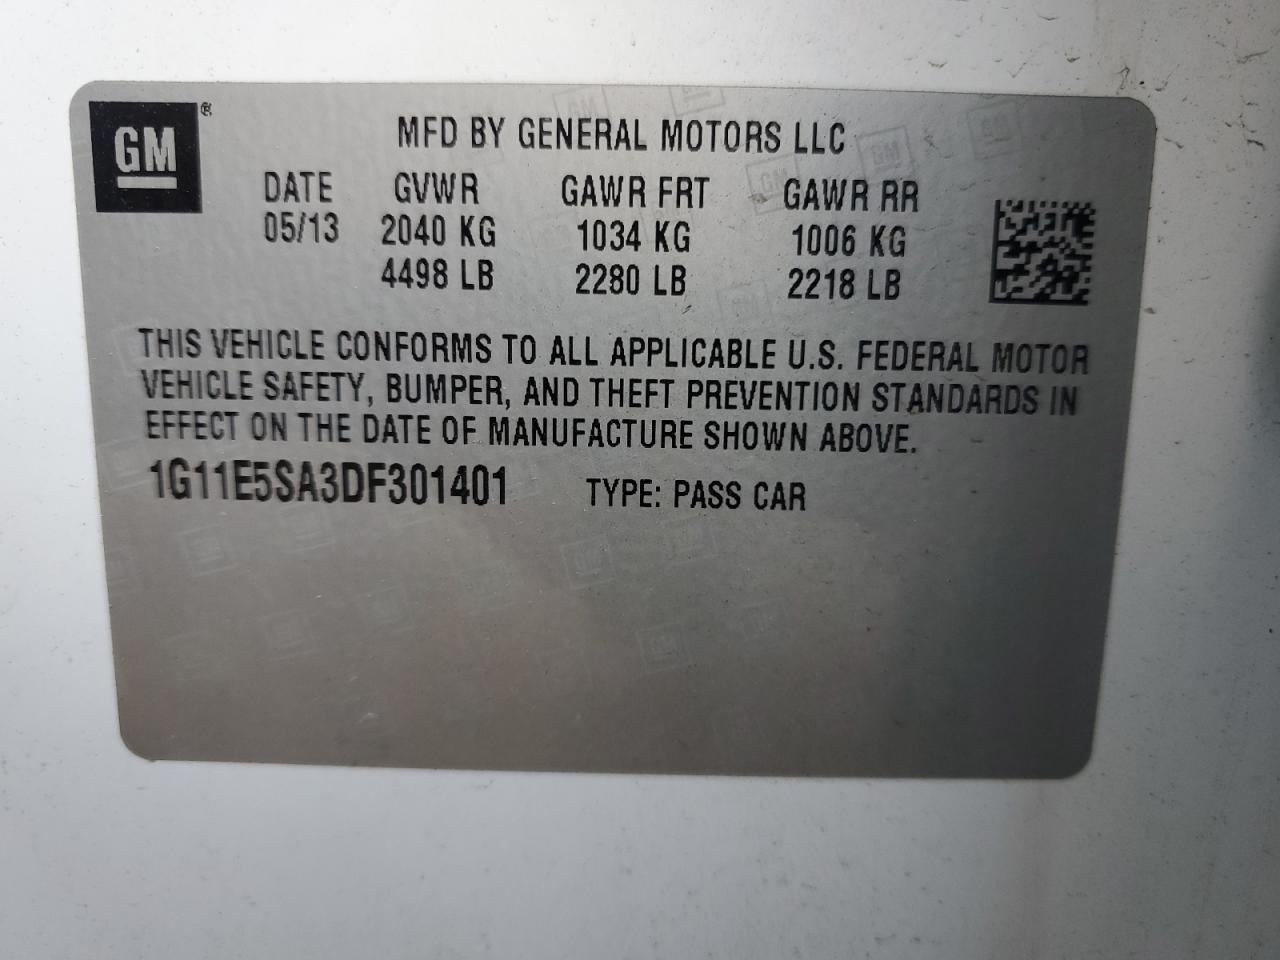 GM®
MFD BY GENERAL MOTORS LLC
DATE GVWR GAWR FRT GAWR RR
05/13 2040 KG 1034 KG 1006 KG
4498 LB 2280 LB 2218 LB
THIS VEHICLE CONFORMS TO ALL APPLICABLE U.S. FEDERAL MOTOR
VEHICLE SAFETY, BUMPER, AND THEFT PREVENTION STANDARDS IN
EFFECT ON THE DATE OF MANUFACTURE SHOWN ABOVE.
1G11E5SA3DF301401 TYPE: PASS CAR